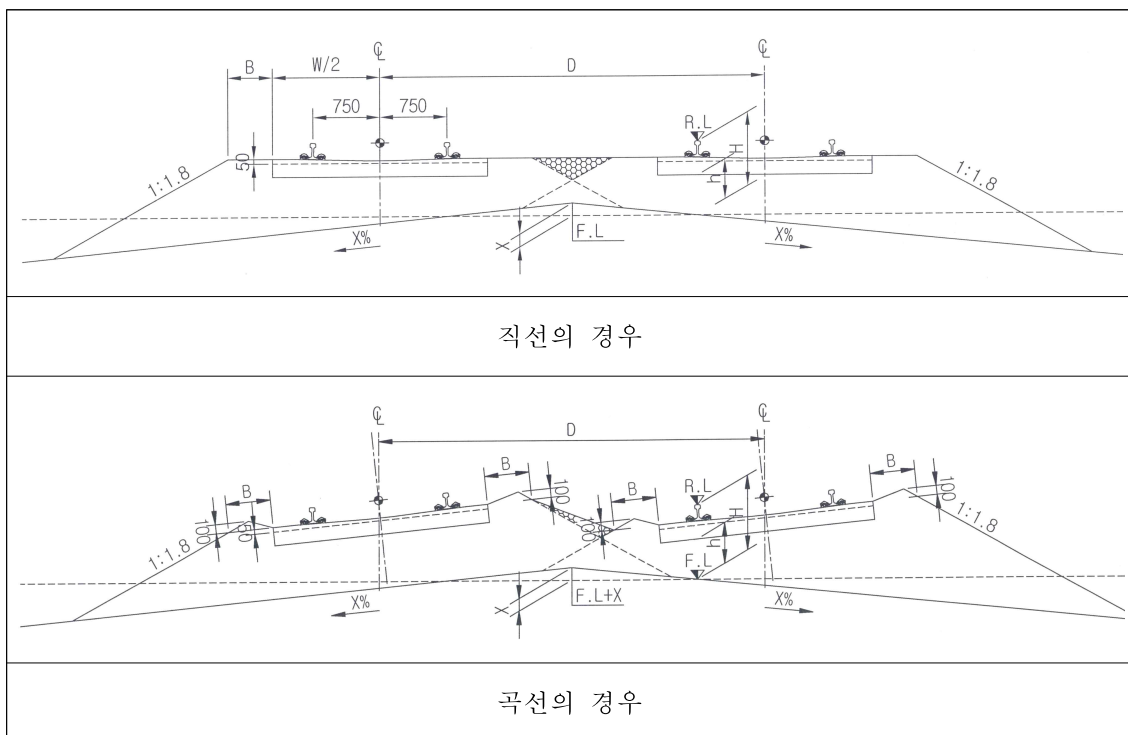 ℄ ℄
B W/2 D
750 750
R.L
H
50
h
1:1.8 1:1.8
X% X F.L X%
직선의 경우
℄ ℄
D
B B B B
100 R.L 100
H
100 50 100
h
1:1.8 F.L 1:1.8
X% X F.L+X X%
곡선의 경우